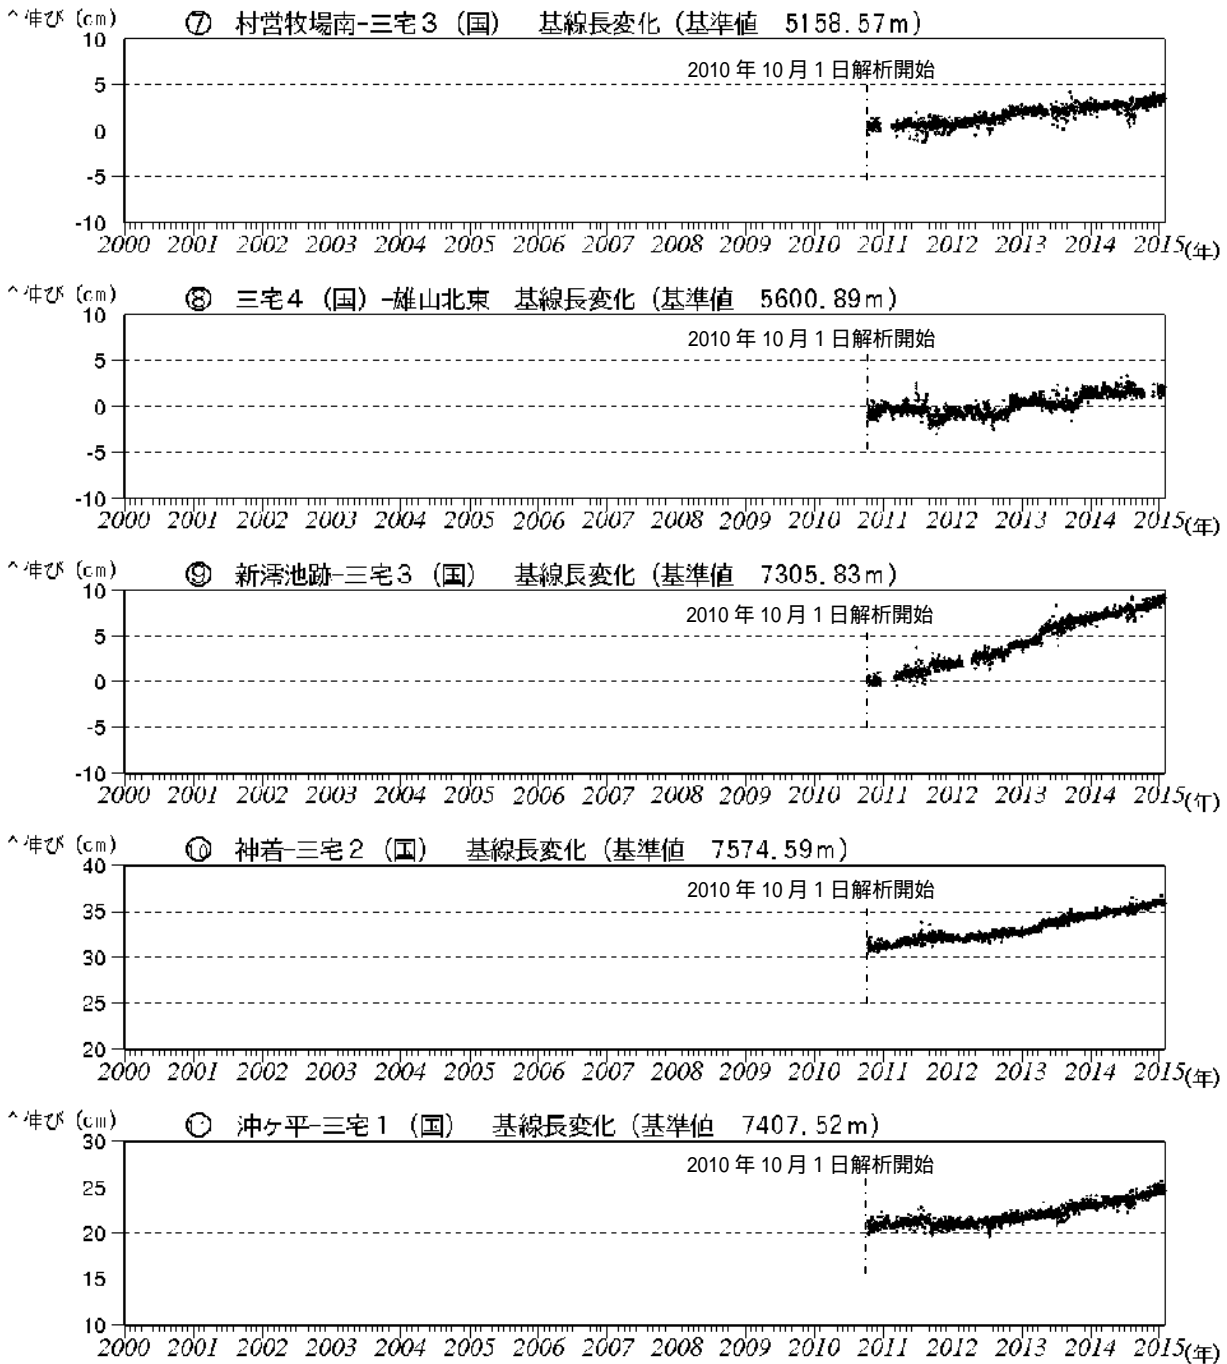 ^伸び (cm) ⑦ 村営牧場南-三宅3 (国) 基線長変化 (基準値 5158.57m)
10
2010 年 10 月 1 日解析開始
5
0
-5
-10
2000 2001 2002 2003 2004 2005 2006 2007 2008 2009 2010 2011 2012 2013 2014 2015(年)
^伸び (cm) ⑧ 三宅4 (国) -雄山北東 基線長変化 (基準値 5600.89m)
10
2010 年 10 月 1 日解析開始
5
0
-5
-10
2000 2001 2002 2003 2004 2005 2006 2007 2008 2009 2010 2011 2012 2013 2014 2015(年)
^伸び (cm) ⑨ 新澪池跡-三宅3 (国) 基線長変化 (基準値 7305.83m)
10
2010 年 10 月 1 日解析開始
5
0
-5
-10
2000 2001 2002 2003 2004 2005 2006 2007 2008 2009 2010 2011 2012 2013 2014 2015(年)
^伸び (cm) ⑩ 神着-三宅2 (国) 基線長変化 (基準値 7574.59m)
40
2010 年 10 月 1 日解析開始
35
30
25
20
2000 2001 2002 2003 2004 2005 2006 2007 2008 2009 2010 2011 2012 2013 2014 2015(年)
^伸び (cm) 沖ヶ平-三宅1 (国) 基線長変化 (基準値 7407.52m)
30
2010 年 10 月 1 日解析開始
25
20
15
10
2000 2001 2002 2003 2004 2005 2006 2007 2008 2009 2010 2011 2012 2013 2014 2015(年)